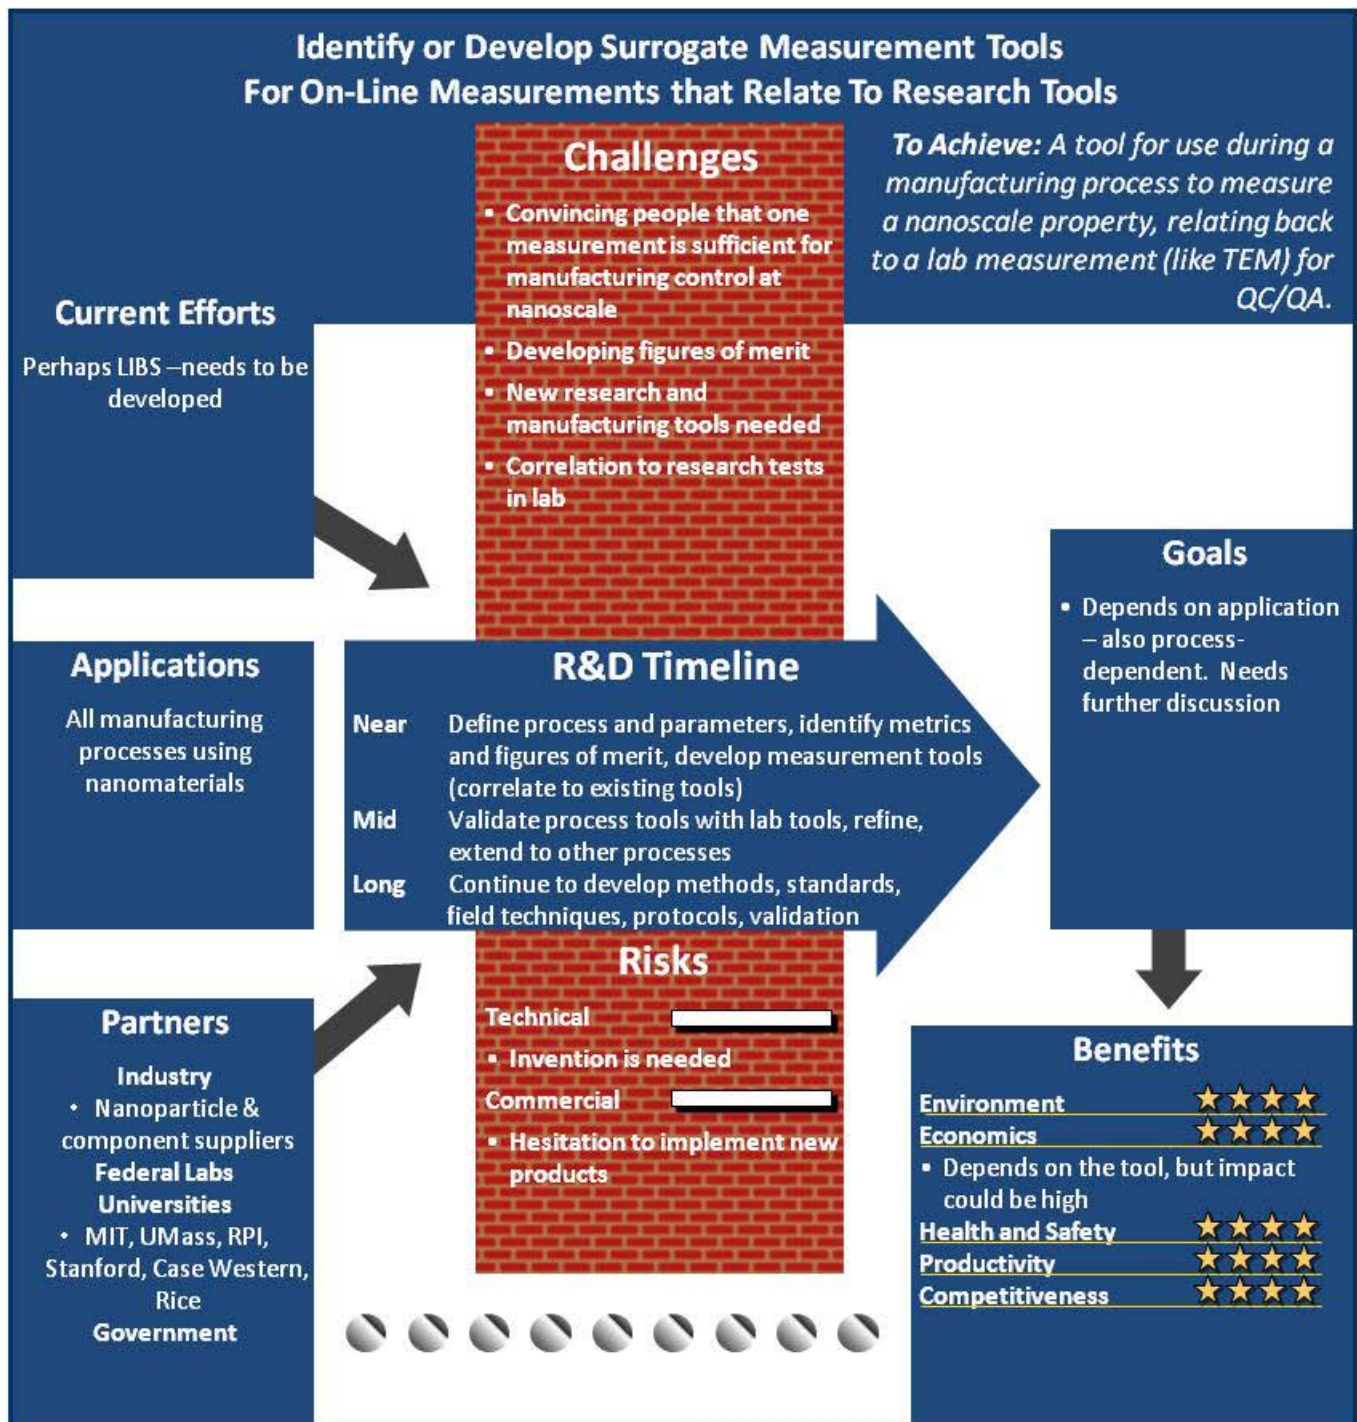 Identify or Develop Surrogate Measurement Tools
For On-Line Measurements that Relate To Research Tools
To Achieve: A tool for use during a
manufacturing process to measure
a nanoscale property, relating back
to a lab measurement (like TEM) for
QC/QA.
Challenges
• Convincing people that one
measurement is sufficient for
manufacturing control at
nanoscale
• Developing figures of merit
• New research and
manufacturing tools needed
• Correlation to research tests
in lab
Current Efforts
Perhaps LIBS –needs to be
developed
Applications
All manufacturing
processes using
nanomaterials
R&D Timeline
Near Define process and parameters, identify metrics
and figures of merit, develop measurement tools
(correlate to existing tools)
Mid Validate process tools with lab tools, refine,
extend to other processes
Long Continue to develop methods, standards,
field techniques, protocols, validation
Goals
• Depends on application
– also process-
dependent. Needs
further discussion
Partners
Industry
• Nanoparticle &
component suppliers
Federal Labs
Universities
• MIT, UMass, RPI,
Stanford, Case Western,
Rice
Government
Risks
Technical
• Invention is needed
Commercial
• Hesitation to implement new
products
Benefits
Environment
Economics
• Depends on the tool, but impact
could be high
Health and Safety
Productivity
Competitiveness